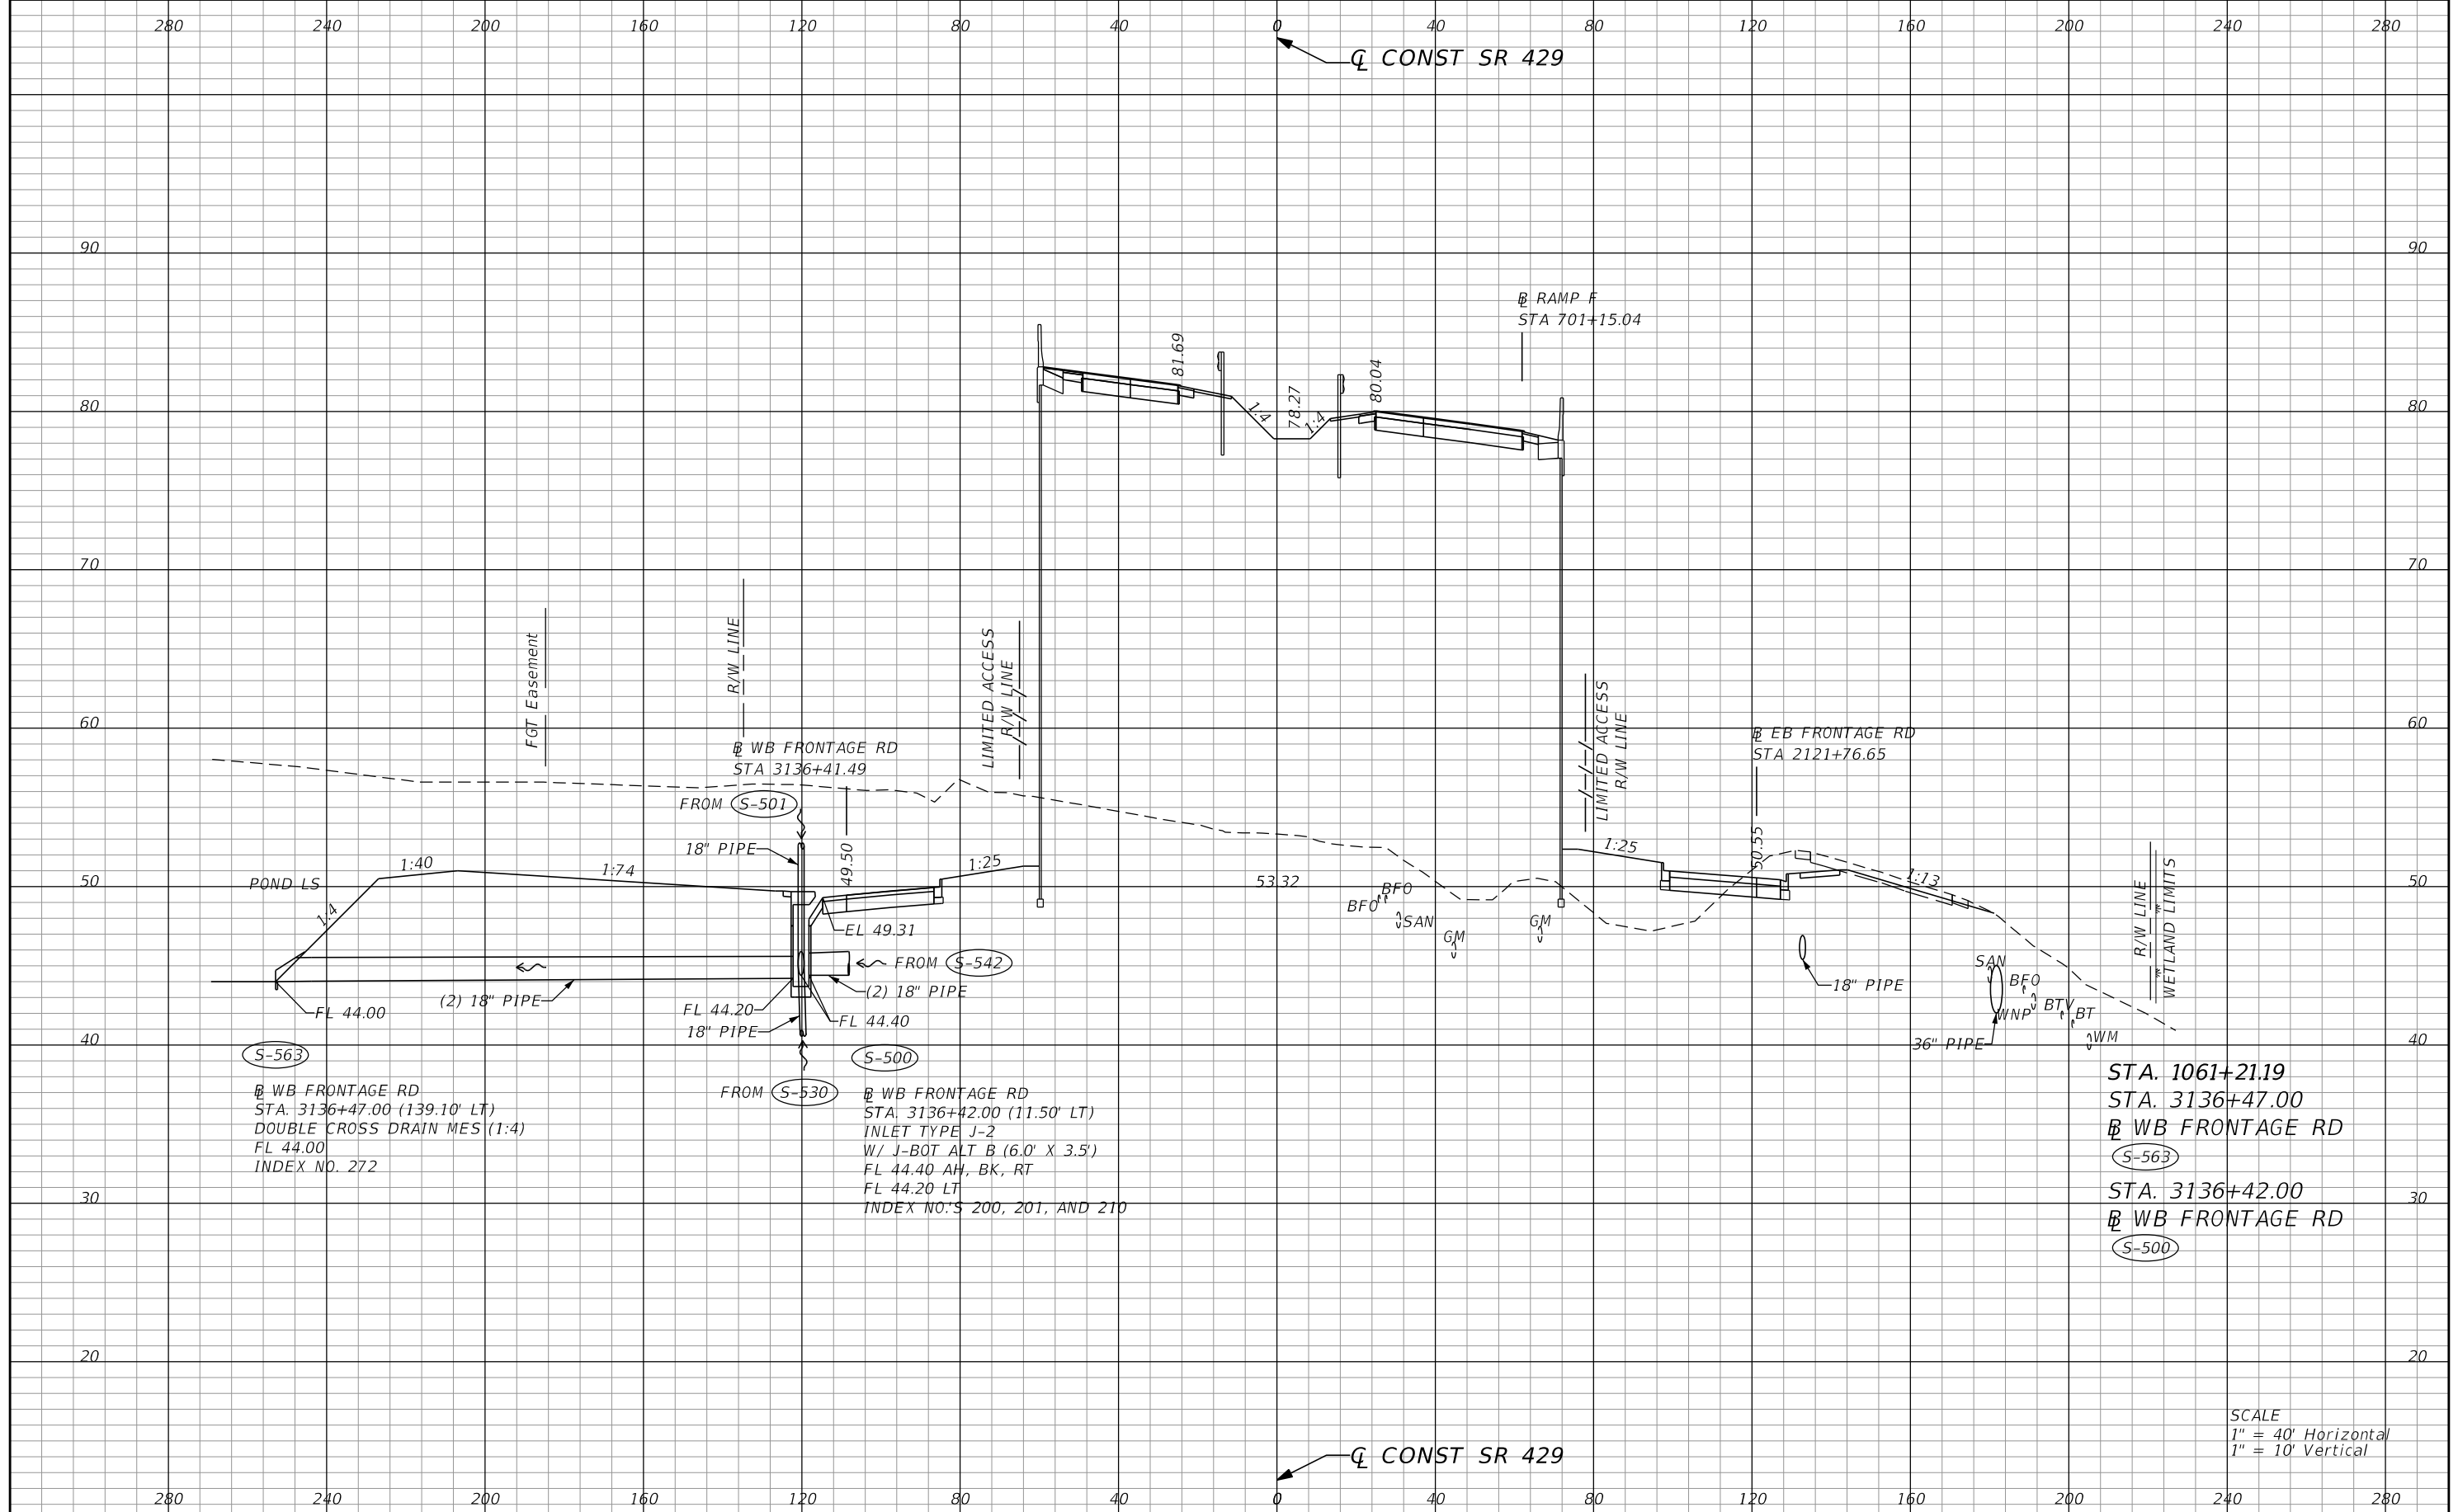 280 240 200 160 120 80 40 0 40 80 120 160 200 240 280
℄ CONST SR 429
90 90
℄ RAMP F
STA 701+15.04
81.69
80.04
80 80
78.27
1:4
1:4
70 70
FGT Easement
R/W LINE
LIMITED ACCESS
R/W LINE
LIMITED ACCESS
R/W LINE
60 60
BL WB FRONTAGE RD
STA 3136+41.49
BL EB FRONTAGE RD
STA 2121+76.65
FROM S-501
18" PIPE
49.50
50.55
1:40
1:74
1:25
1:25
1:13
POND LS
50 50
53.32
1:4
BFO
BFO
SAN
GM
GM
EL 49.31
FROM S-542
(2) 18" PIPE
(2) 18" PIPE
FL 44.00
FL 44.20
18" PIPE
FL 44.40
18" PIPE
SAN
BFO
WNP
BTV
BT
WM
36" PIPE
R/W LINE
WETLAND LIMITS
40 40
S-563
BL WB FRONTAGE RD
STA. 3136+47.00 (139.10' LT)
DOUBLE CROSS DRAIN MES (1:4)
FL 44.00
INDEX NO. 272
FROM S-530
S-500
BL WB FRONTAGE RD
STA. 3136+42.00 (11.50' LT)
INLET TYPE J-2
W/ J-BOT ALT B (6.0' X 3.5')
FL 44.40 AH, BK, RT
FL 44.20 LT
INDEX NO.'S 200, 201, AND 210
STA. 1061+21.19
STA. 3136+47.00
BL WB FRONTAGE RD
S-563
STA. 3136+42.00
BL WB FRONTAGE RD
S-500
30 30
20 20
SCALE
1" = 40' Horizontal
1" = 10' Vertical
℄ CONST SR 429
280 240 200 160 120 80 40 0 40 80 120 160 200 240 280